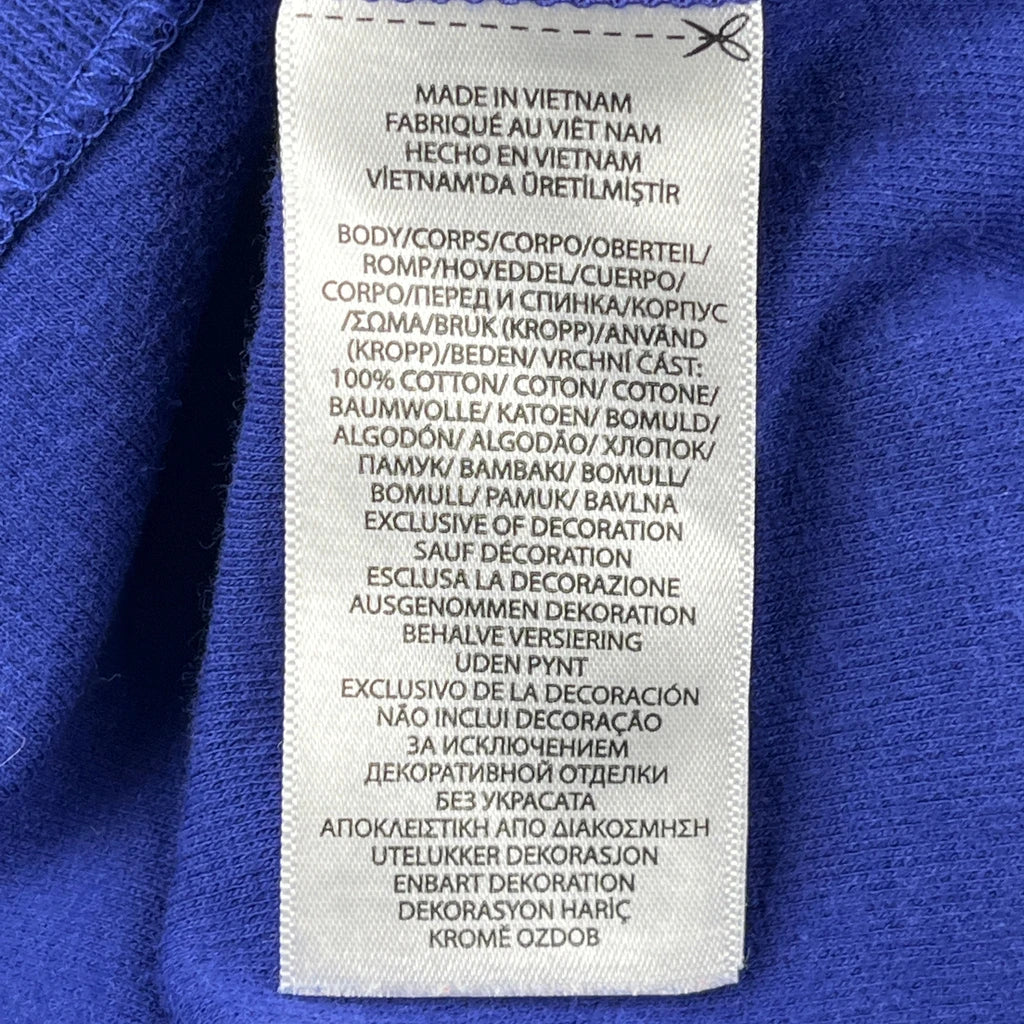 MADE IN VIETNAM
FABRIQUÉ AU VIÊT NAM
HECHO EN VIETNAM
VİETNAM'DA ÜRETİLMİŞTİR
BODY/CORPS/CORPO/OBERTEIL/
ROMP/HOVEDDEL/CUERPO/
CORPO/ПЕРЕД И СПИНКА/КОРПУС
/ΣΩΜΑ/BRUK (KROPP)/ANVÄND
(KROPP)/BEDEN/ VRCHNÍ ČÁST:
100% COTTON/ COTON/ COTONE/
BAUMWOLLE/ KATOEN/ BOMULD/
ALGODÓN/ ALGODÃO/ ХЛОПОК/
ПАМУК/ ΒΑΜΒΑΚΙ/ BOMULL/
BOMULL/ PAMUK/ BAVLNA
EXCLUSIVE OF DECORATION
SAUF DÉCORATION
ESCLUSA LA DECORAZIONE
AUSGENOMMEN DEKORATION
BEHALVE VERSIERING
UDEN PYNT
EXCLUSIVO DE LA DECORACIÓN
NÃO INCLUI DECORAÇÃO
ЗА ИСКЛЮЧЕНИЕМ
ДЕКОРАТИВНОЙ ОТДЕЛКИ
БЕЗ УКРАСАТА
ΑΠΟΚΛΕΙΣΤΙΚΗ ΑΠΟ ΔΙΑΚΟΣΜΗΣΗ
UTELUKKER DEKORASJON
ENBART DEKORATION
DEKORASYON HARİÇ
KROMĚ OZDOB